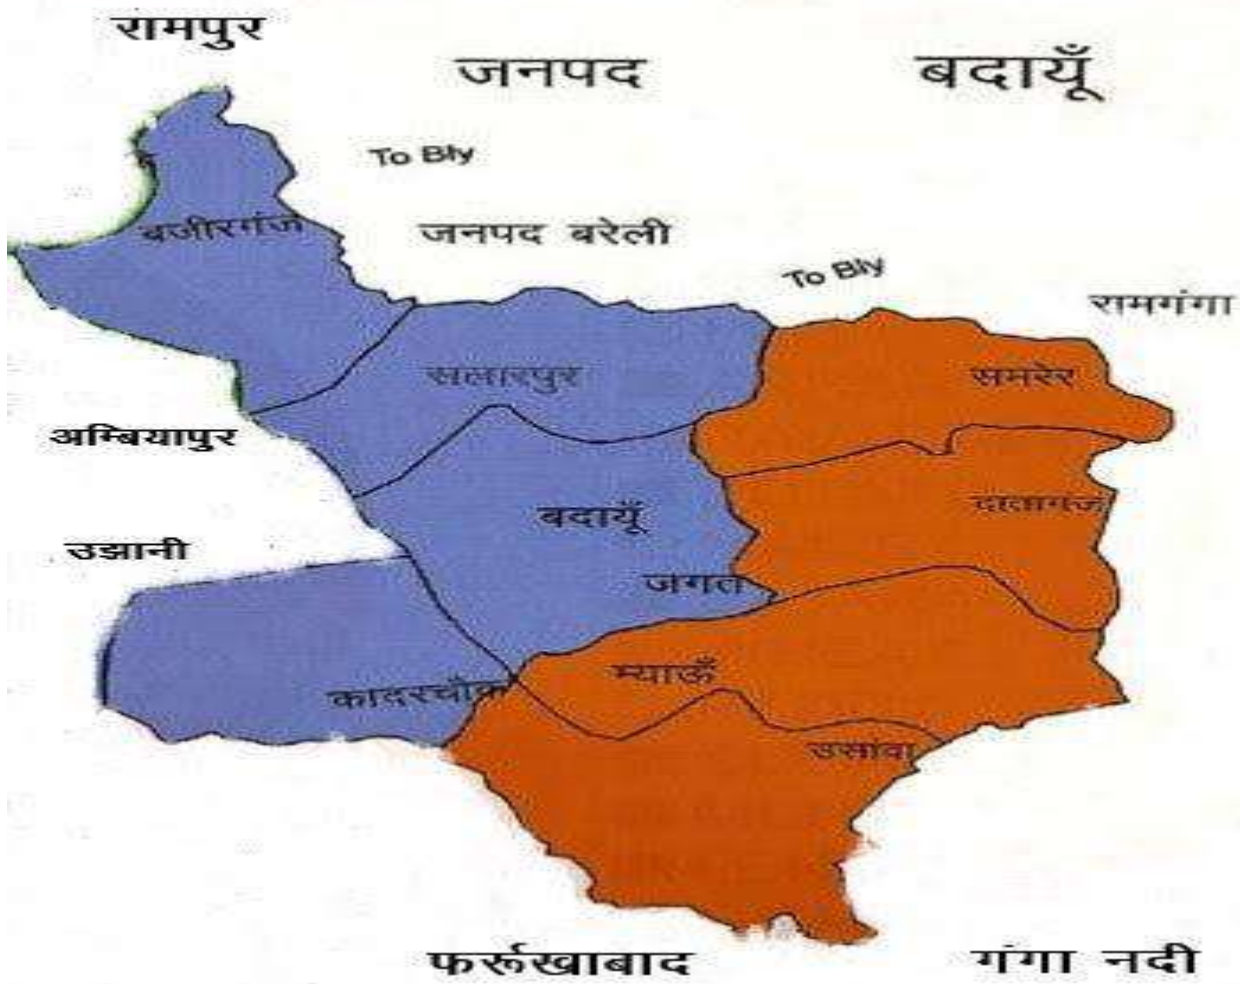 रामपुर
जनपद बदायूँ
To Bly
बजीरगंज
जनपद बरेली
To Bly
रामगंगा
सलारपुर
समरेर
अम्बियापुर
दातागंज
बदायूँ
उझानी
जगत
म्याऊँ
कादरचौक
उसांवा
फर्रूखाबाद
गंगा नदी